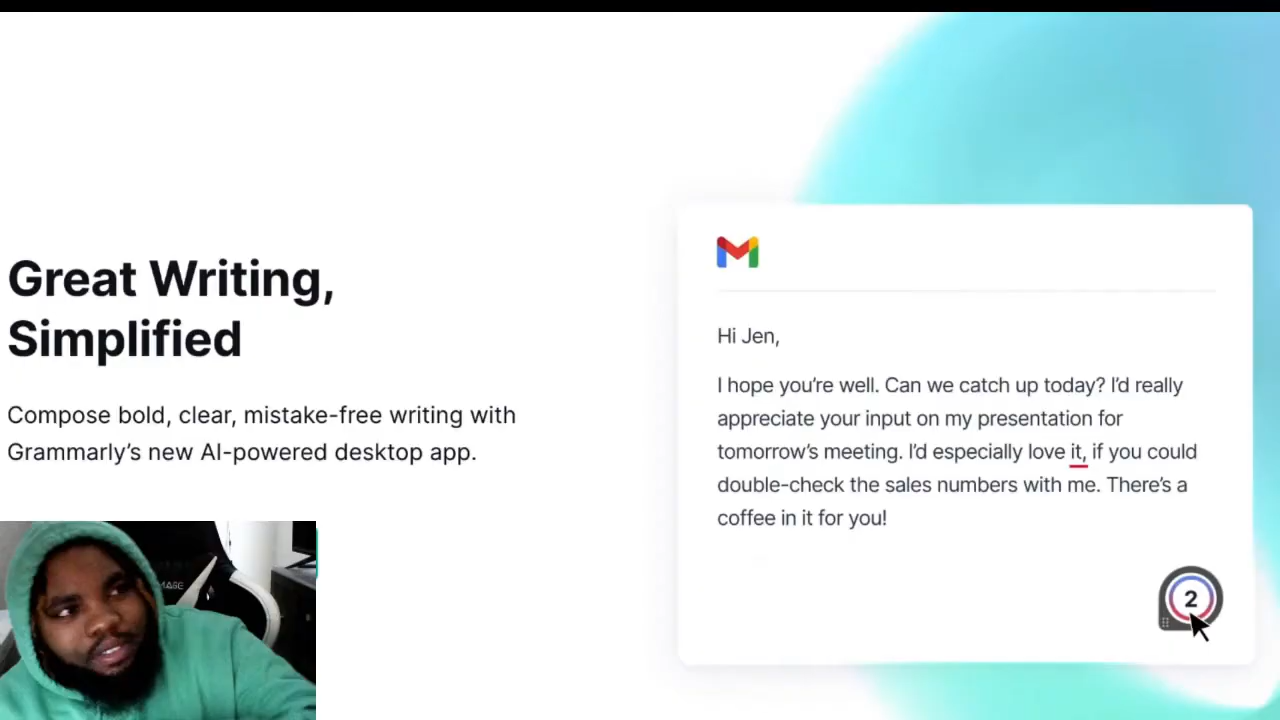 Great Writing,
Simplified
Compose bold, clear, mistake-free writing with
Grammarly’s new AI-powered desktop app.
Hi Jen,
I hope you’re well. Can we catch up today? I’d really
appreciate your input on my presentation for
tomorrow’s meeting. I’d especially love it, if you could
double-check the sales numbers with me. There’s a
coffee in it for you!
2